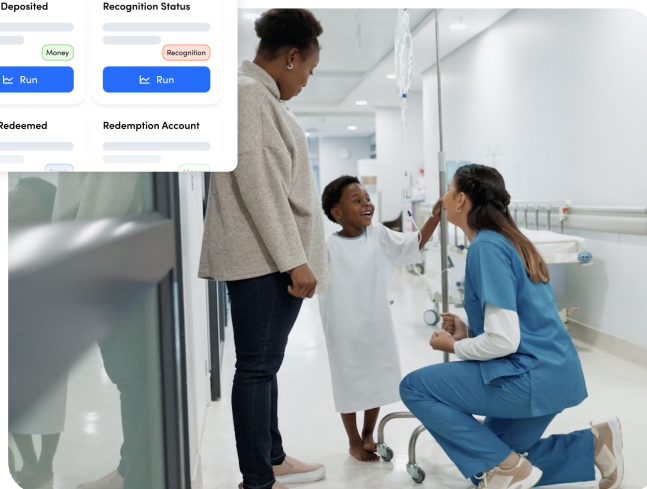 Deposited
Recognition Status
Money
Recognition
Run
Run
Redeemed
Redemption Account